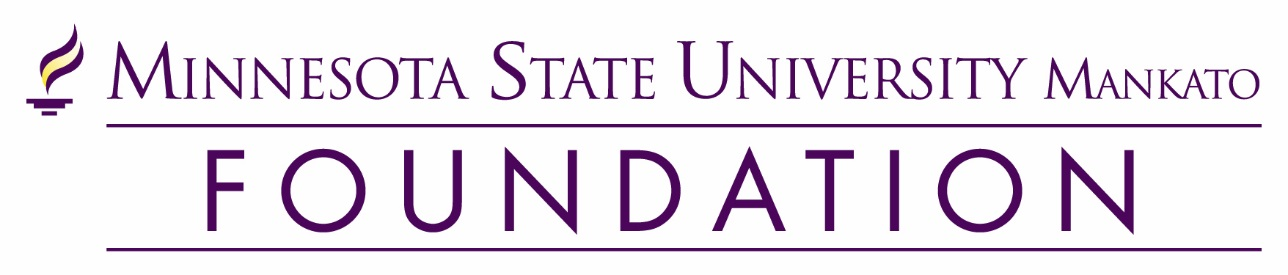 MINNESOTA STATE UNIVERSITY MANKATO
FOUNDATION